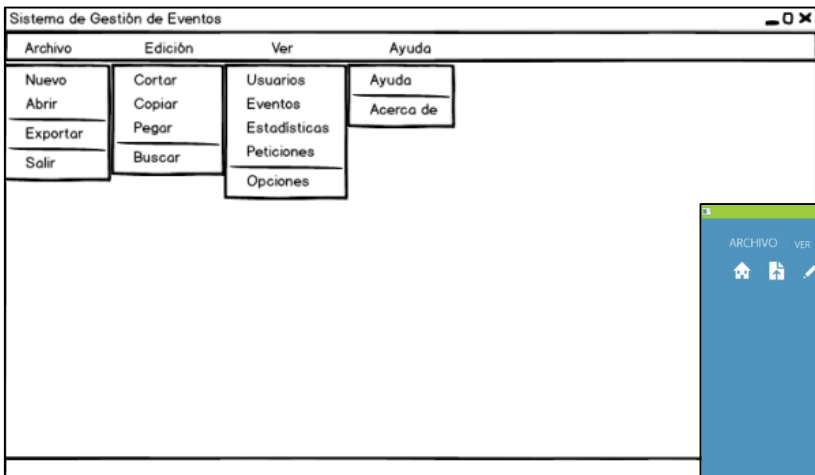 Sistema de Gestión de Eventos
Archivo Edición Ver Ayuda
Nuevo
Abrir
Exportar
Salir
Cortar
Copiar
Pegar
Buscar
Usuarios
Eventos
Estadísticas
Peticiones
Opciones
Ayuda
Acerca de
ARCHIVO VER